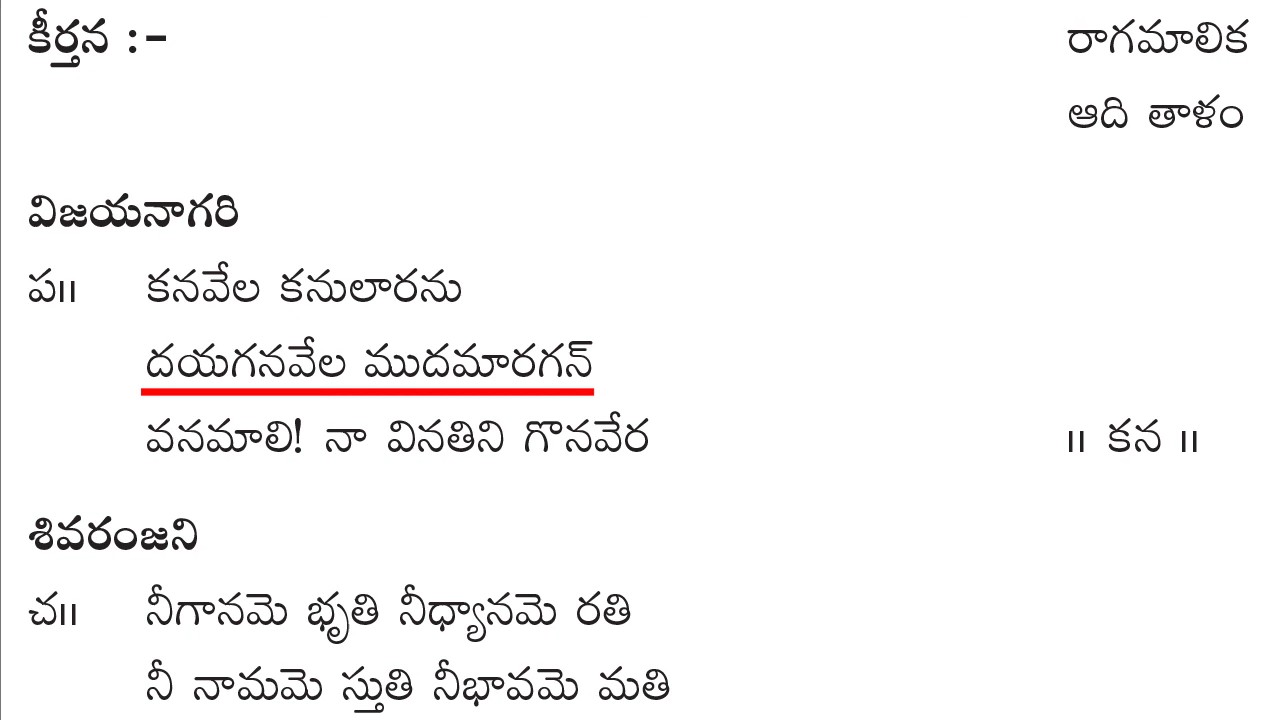 కీర్తన :- రాగమాలిక
ఆది తాళం
విజయనాగరి
ప॥ కనవేల కనులారను
దయగనవేల ముదమారగన్
వనమాలి! నా వినతిని గొనవేర ॥ కన ॥
శివరంజని
చ॥ నీగానమె భృతి నీధ్యానమె రతి
నీ నామమె స్తుతి నీభావమె మతి